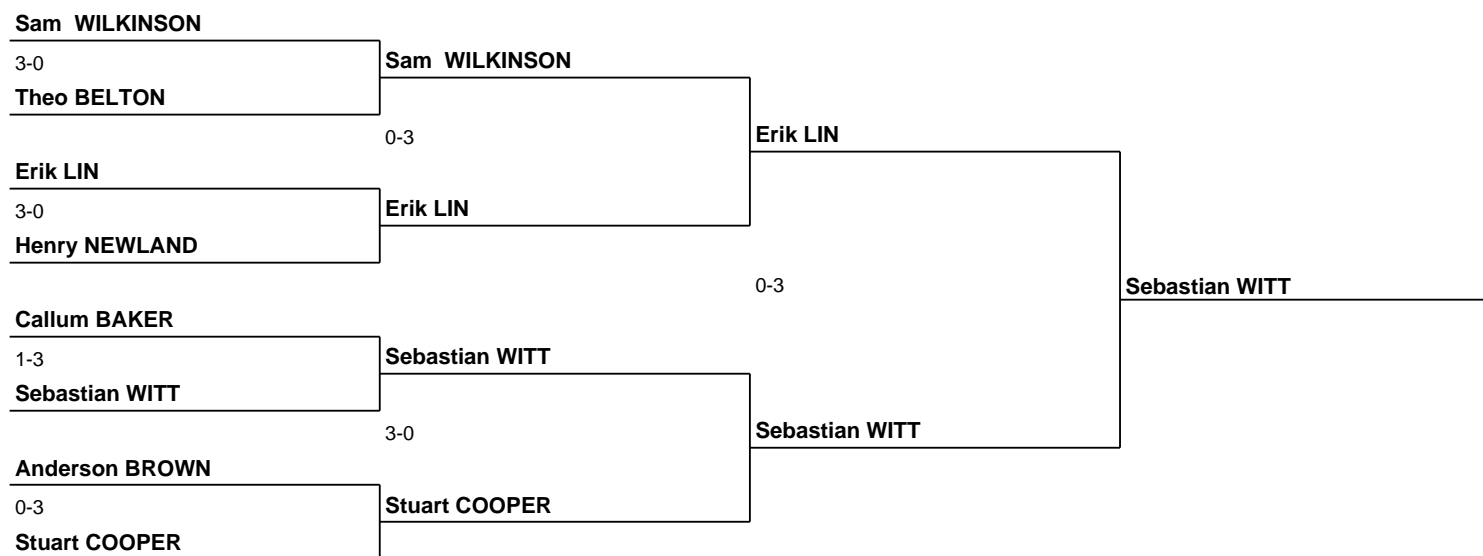 Sam  WILKINSON
3-0
Theo BELTON
Erik LIN
3-0
Henry NEWLAND
Callum BAKER
1-3
Sebastian WITT
Anderson BROWN
0-3
Stuart COOPER
Sam  WILKINSON
0-3
Erik LIN
Sebastian WITT
3-0
Stuart COOPER
Erik LIN
0-3
Sebastian WITT
Sebastian WITT